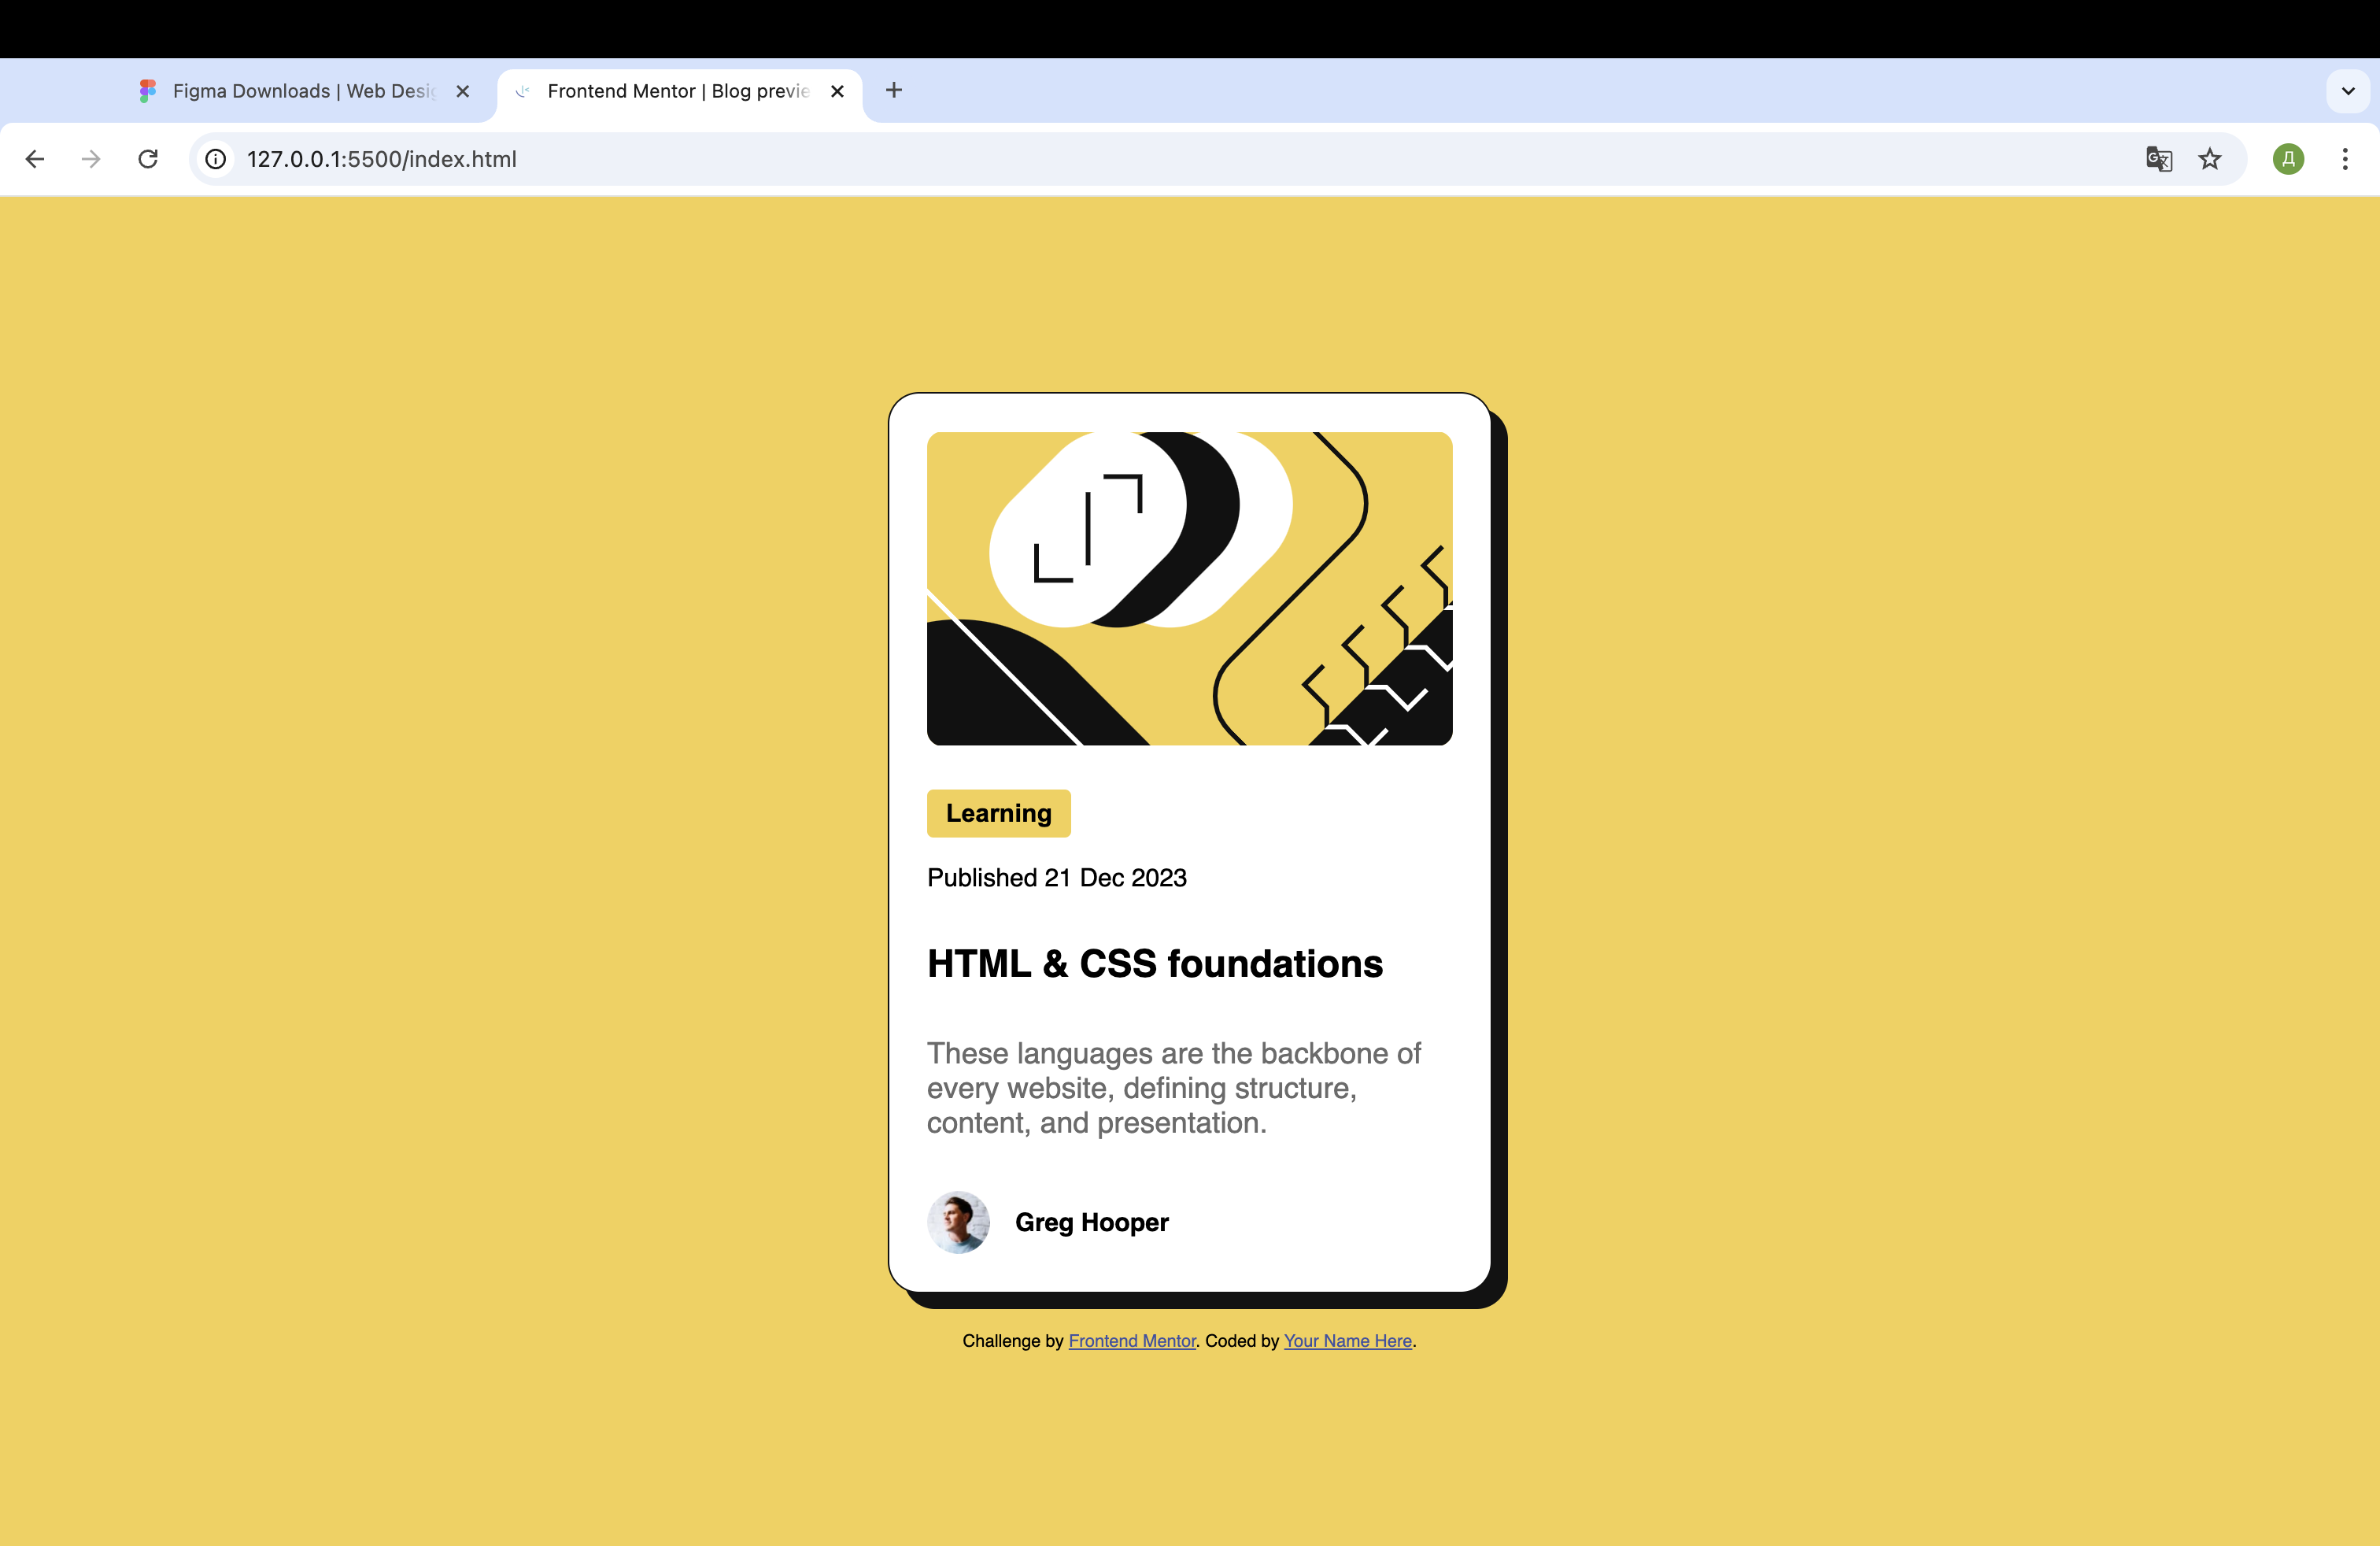 Figma Downloads | Web Desig
Frontend Mentor | Blog previe
127.0.0.1:5500/index.html
Д
Learning
Published 21 Dec 2023
HTML & CSS foundations
These languages are the backbone of
every website, defining structure,
content, and presentation.
Greg Hooper
Challenge by Frontend Mentor. Coded by Your Name Here.